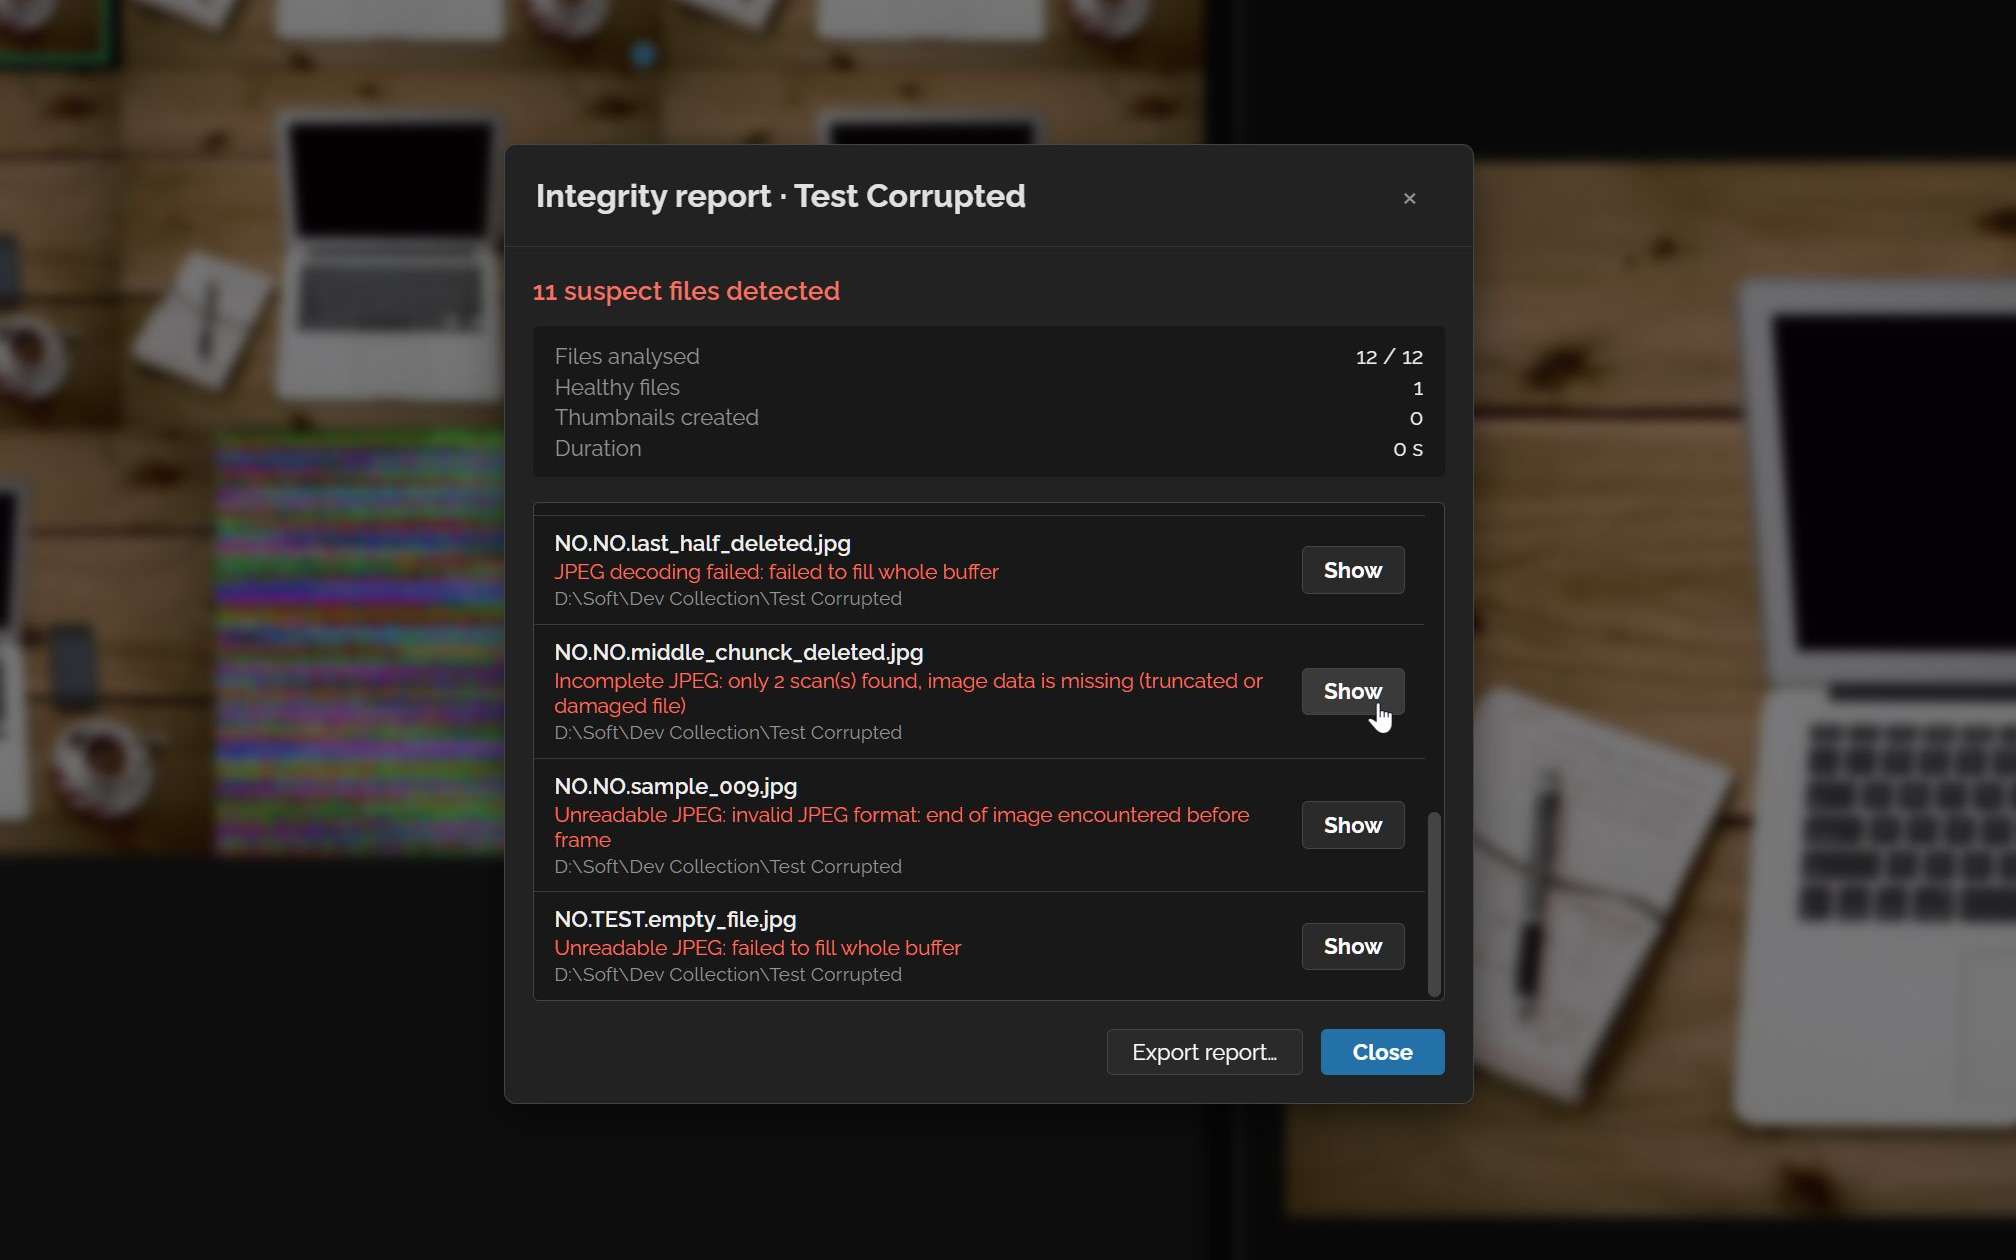 Integrity report · Test Corrupted
×
11 suspect files detected
Files analysed 12 / 12
Healthy files 1
Thumbnails created 0
Duration 0 s
NO.NO.last_half_deleted.jpg
JPEG decoding failed: failed to fill whole buffer
D:\Soft\Dev Collection\Test Corrupted
Show
NO.NO.middle_chunck_deleted.jpg
Incomplete JPEG: only 2 scan(s) found, image data is missing (truncated or
damaged file)
D:\Soft\Dev Collection\Test Corrupted
Show
NO.NO.sample_009.jpg
Unreadable JPEG: invalid JPEG format: end of image encountered before
frame
D:\Soft\Dev Collection\Test Corrupted
Show
NO.TEST.empty_file.jpg
Unreadable JPEG: failed to fill whole buffer
D:\Soft\Dev Collection\Test Corrupted
Show
Export report…
Close